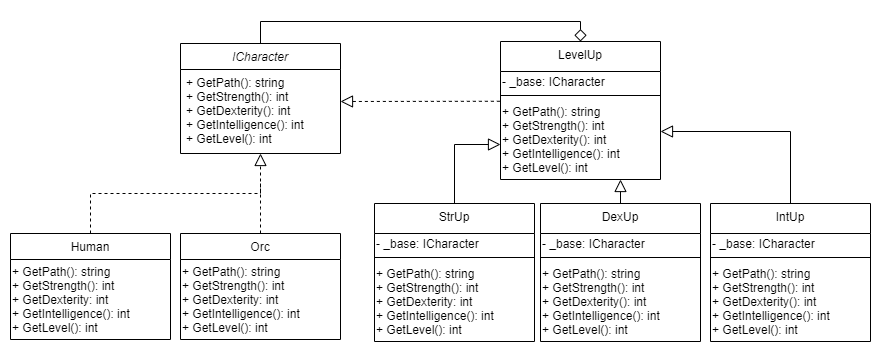 ICharacter
+ GetPath(): string
+ GetStrength(): int
+ GetDexterity(): int
+ GetIntelligence(): int
+ GetLevel(): int
LevelUp
- _base: ICharacter
+ GetPath(): string
+ GetStrength(): int
+ GetDexterity(): int
+ GetIntelligence(): int
+ GetLevel(): int
Human
+ GetPath(): string
+ GetStrength(): int
+ GetDexterity: int
+ GetIntelligence(): int
+ GetLevel(): int
Orc
+ GetPath(): string
+ GetStrength(): int
+ GetDexterity: int
+ GetIntelligence(): int
+ GetLevel(): int
StrUp
- _base: ICharacter
+ GetPath(): string
+ GetStrength(): int
+ GetDexterity: int
+ GetIntelligence(): int
+ GetLevel(): int
DexUp
- _base: ICharacter
+ GetPath(): string
+ GetStrength(): int
+ GetDexterity: int
+ GetIntelligence(): int
+ GetLevel(): int
IntUp
- _base: ICharacter
+ GetPath(): string
+ GetStrength(): int
+ GetDexterity: int
+ GetIntelligence(): int
+ GetLevel(): int